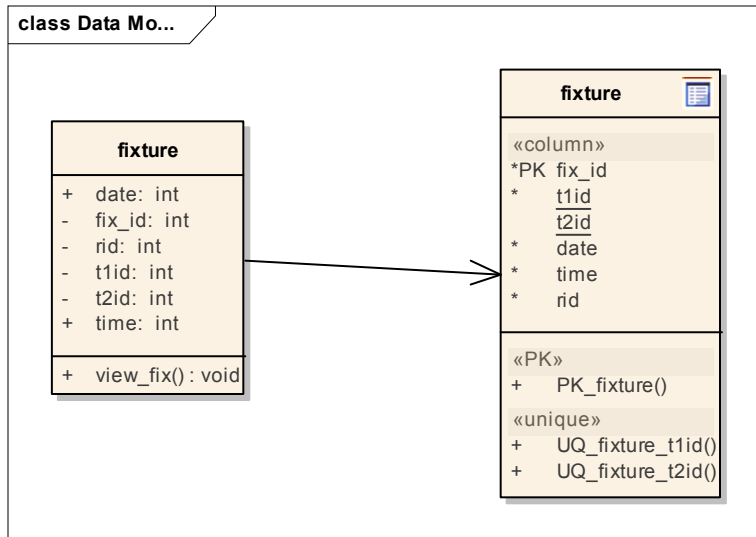 class Data Mo...
fixture
+ date: int
- fix_id: int
- rid: int
- t1id: int
- t2id: int
+ time: int
+ view_fix() : void
fixture
«column»
*PK fix_id
* t1id
t2id
* date
* time
* rid
«PK»
+ PK_fixture()
«unique»
+ UQ_fixture_t1id()
+ UQ_fixture_t2id()